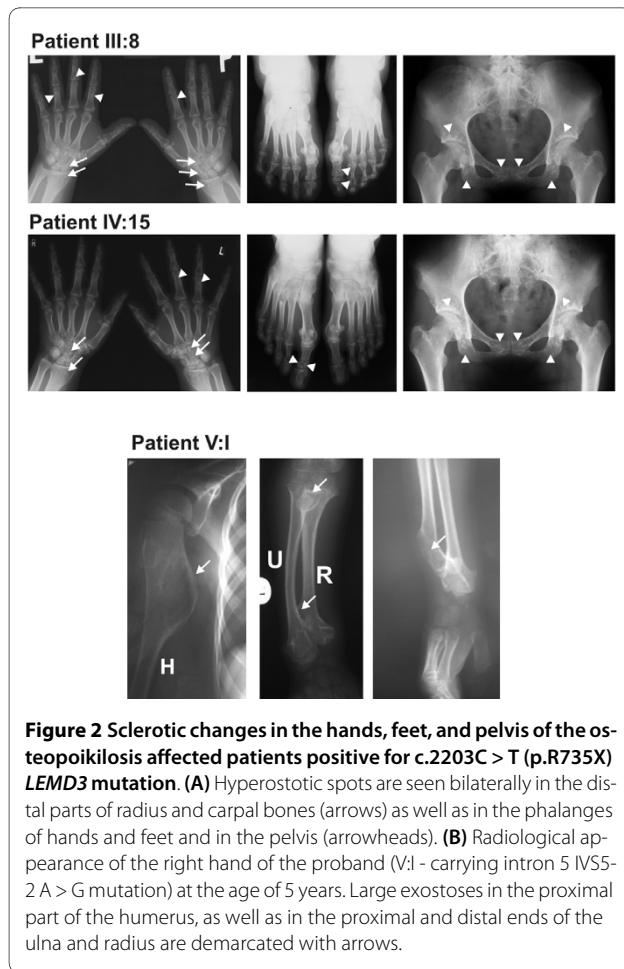 Patient III:8
P
Patient IV:15
R
L
Patient V:I
U
R
H
Figure 2 Sclerotic changes in the hands, feet, and pelvis of the os-
teopoikilosis affected patients positive for c.2203C > T (p.R735X)
LEMD3 mutation. (A) Hyperostotic spots are seen bilaterally in the dis-
tal parts of radius and carpal bones (arrows) as well as in the phalanges
of hands and feet and in the pelvis (arrowheads). (B) Radiological ap-
pearance of the right hand of the proband (V:I - carrying intron 5 IVS5-
2 A > G mutation) at the age of 5 years. Large exostoses in the proximal
part of the humerus, as well as in the proximal and distal ends of the
ulna and radius are demarcated with arrows.